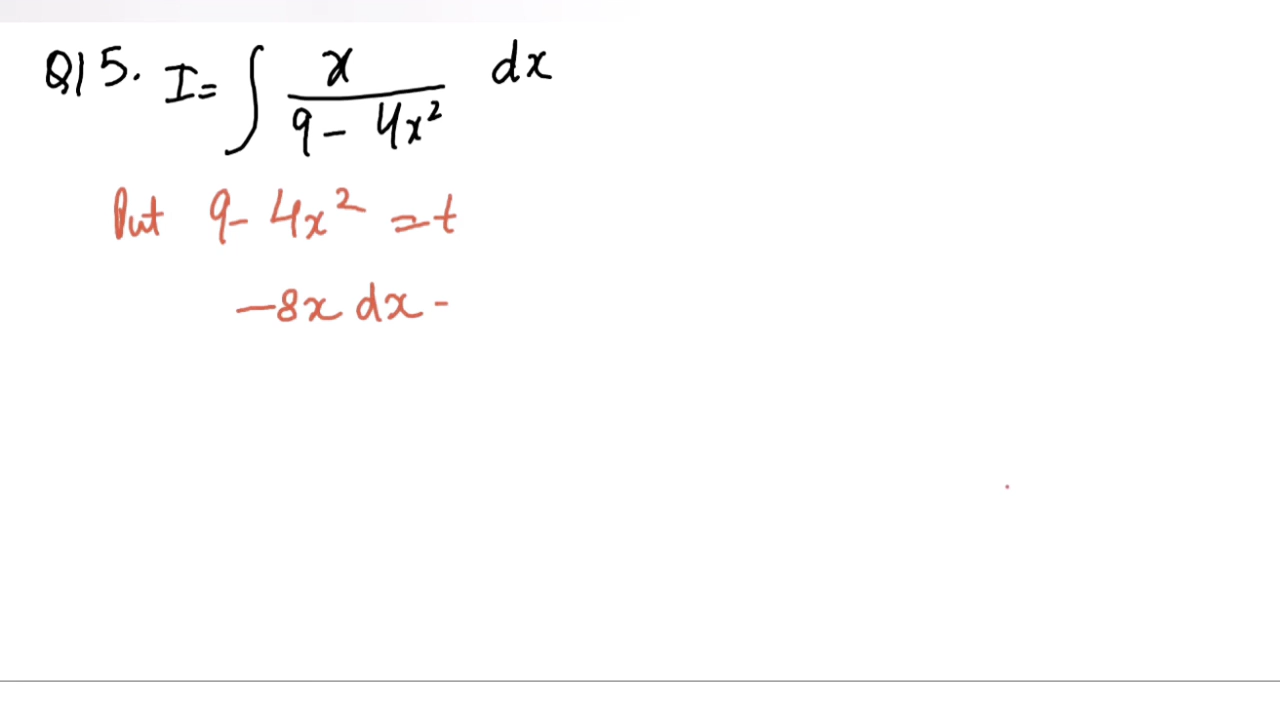 Q15. I= ∫ x / (9 - 4x²) dx
Put 9 - 4x² = t
-8x dx -